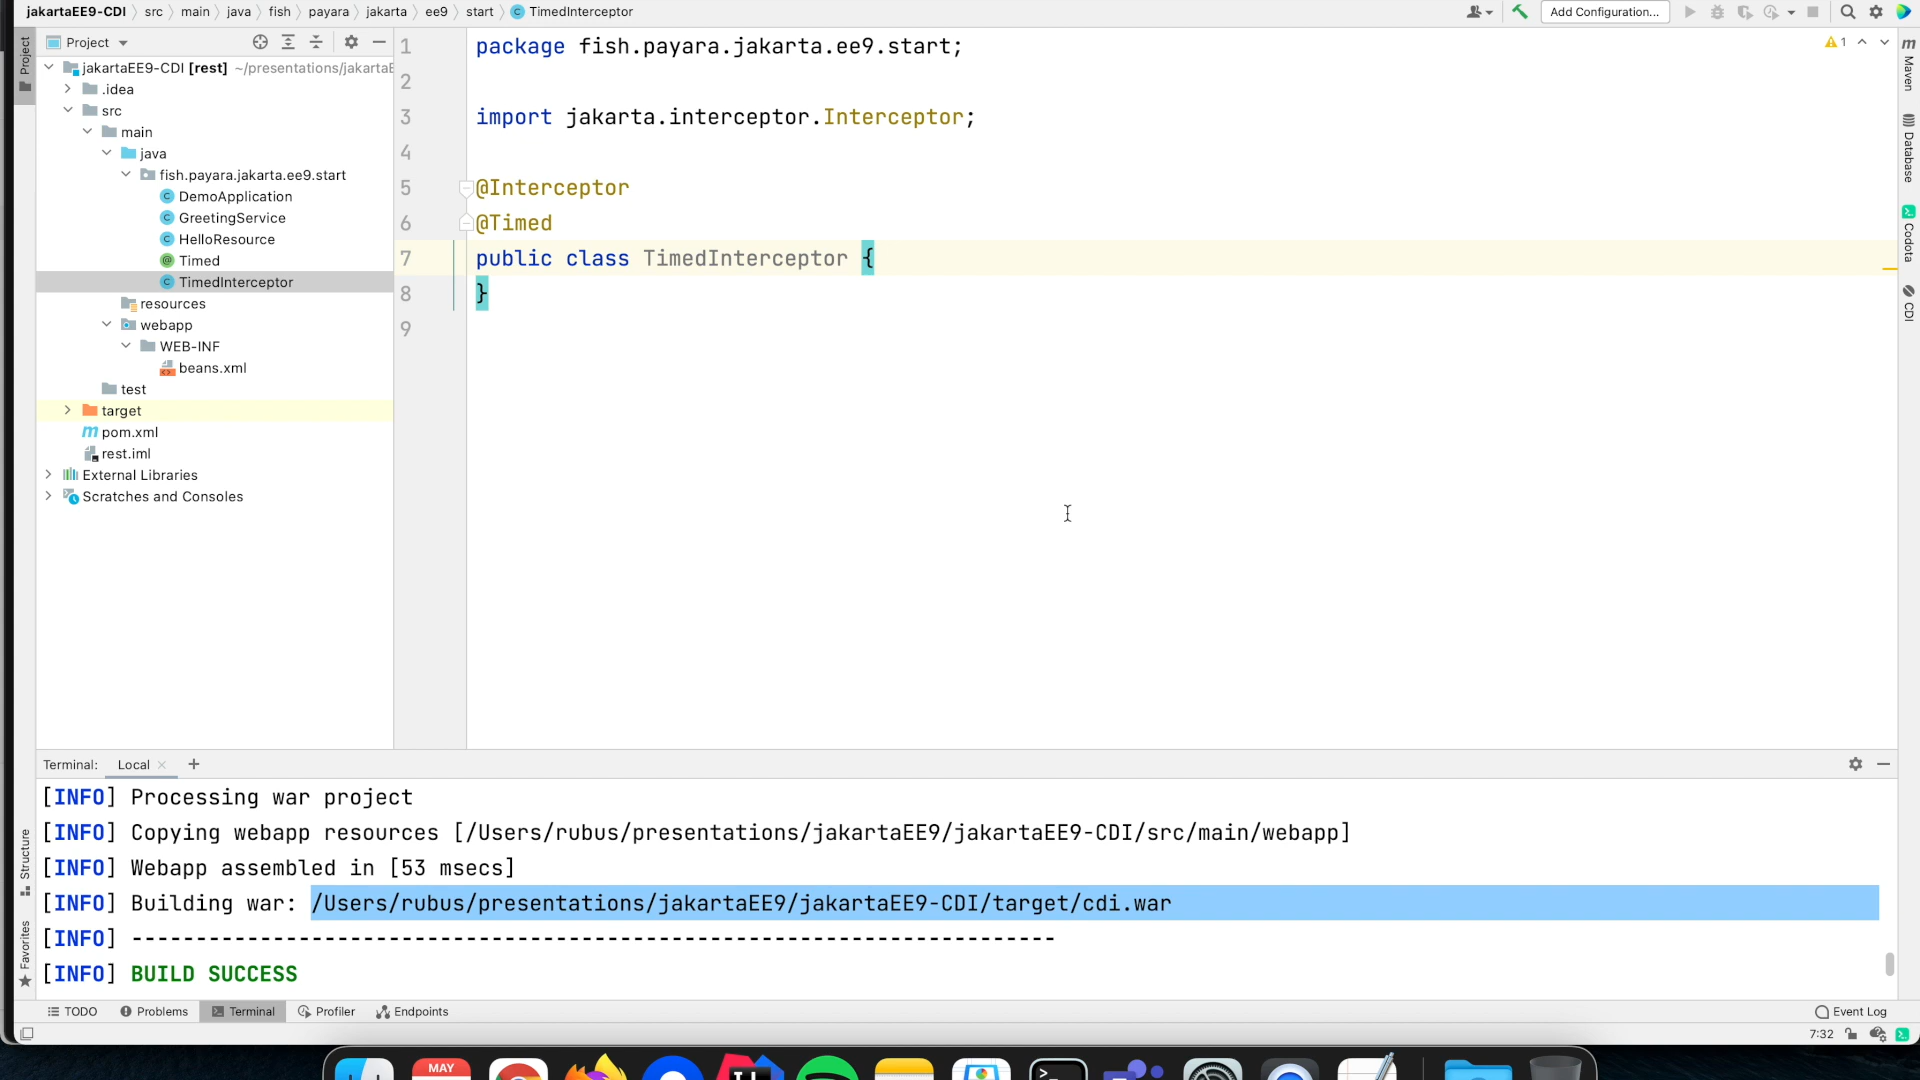 jakartaEE9-CDI src main java fish payara jakarta ee9 start TimedInterceptor
Add Configuration...
Project
Project
1 package fish.payara.jakarta.ee9.start;
1
Maven
jakartaEE9-CDI [rest] ~/presentations/jakartaE
2
.idea
src
3 import jakarta.interceptor.Interceptor;
main
4
java
Database
fish.payara.jakarta.ee9.start
5 @Interceptor
DemoApplication
GreetingService
6 @Timed
HelloResource
Codota
Timed
7 public class TimedInterceptor {
TimedInterceptor
8 }
resources
CDI
webapp
9
WEB-INF
beans.xml
test
target
pom.xml
rest.iml
External Libraries
Scratches and Consoles
Terminal: Local
[INFO] Processing war project
[INFO] Copying webapp resources [/Users/rubus/presentations/jakartaEE9/jakartaEE9-CDI/src/main/webapp]
Structure
[INFO] Webapp assembled in [53 msecs]
[INFO] Building war: /Users/rubus/presentations/jakartaEE9/jakartaEE9-CDI/target/cdi.war
Favorites
[INFO] ------------------------------------------------------------------------
[INFO] BUILD SUCCESS
TODO Problems Terminal Profiler Endpoints
Event Log
7:32
MAY